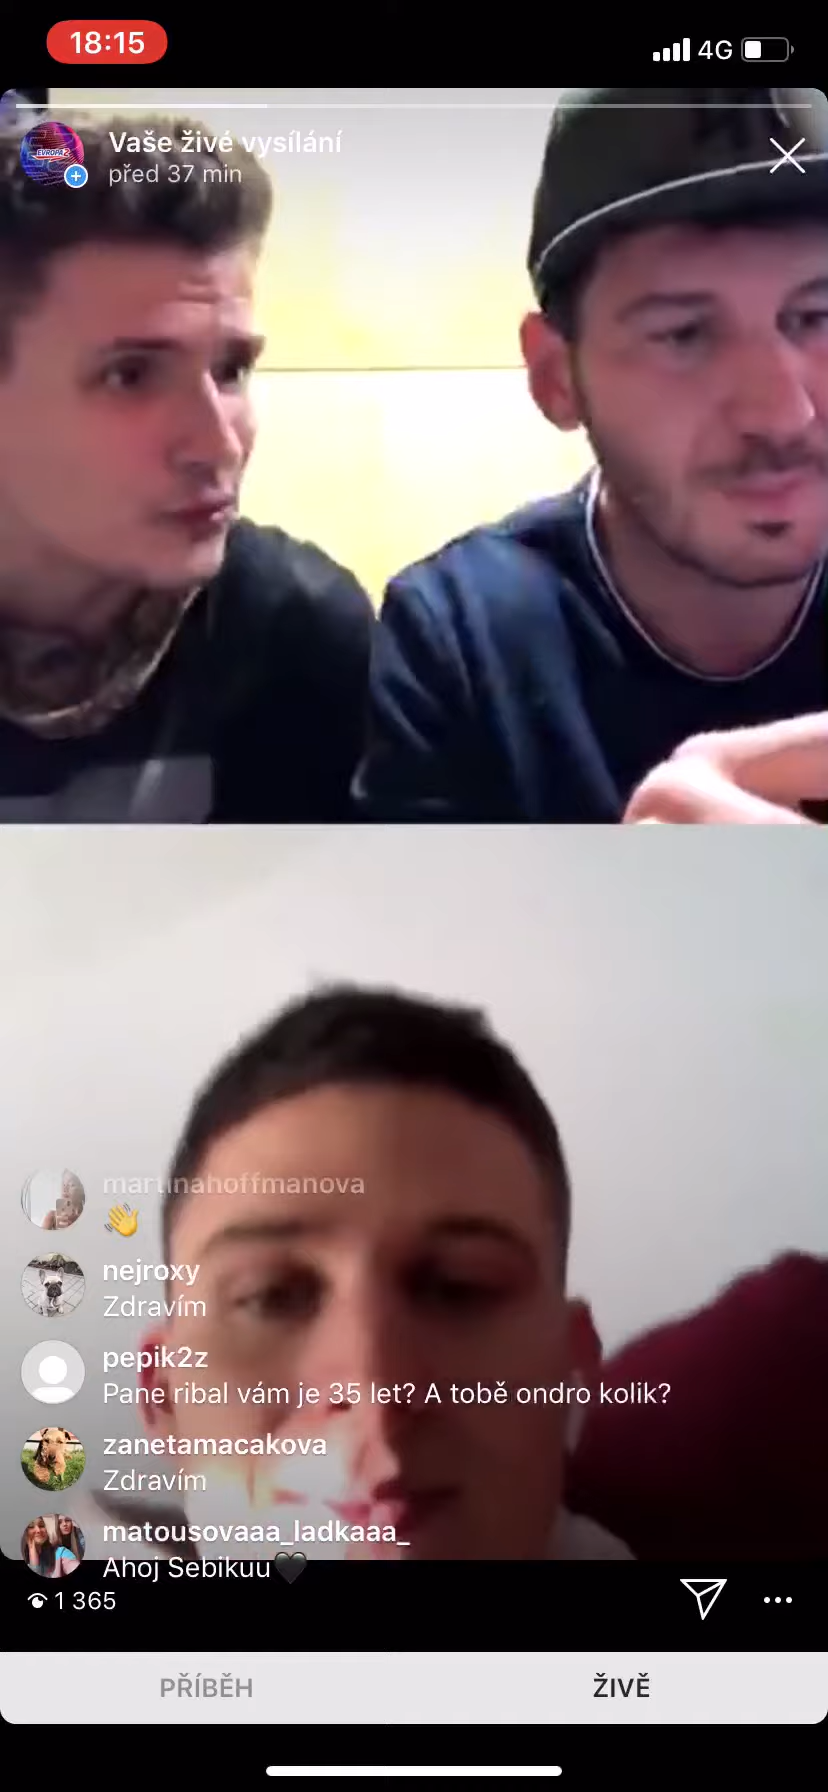 18:15
4G
EVROPA2
Vaše živé vysílání
před 37 min
martinahoffmanova
👋
nejroxy
Zdravím
pepik2z
Pane ribal vám je 35 let? A tobě ondro kolik?
zanetamacakova
Zdravím
matousovaaa_ladkaaa_
Ahoj Sebikuu🖤
1 365
PŘÍBĚH
ŽIVĚ